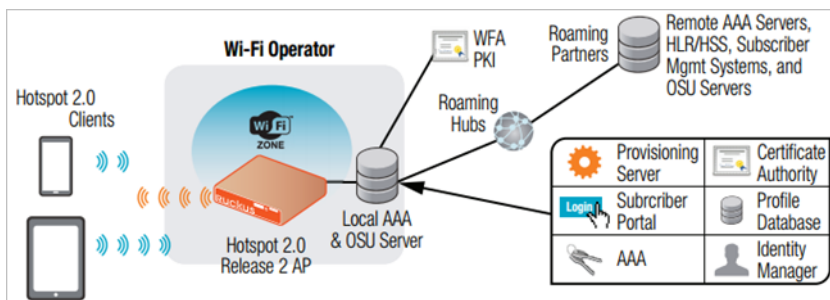 Wi-Fi Operator
Hotspot 2.0
Clients
Wi Fi
ZONE
Ruckus
Hotspot 2.0
Release 2 AP
Local AAA
& OSU Server
WFA
PKI
Roaming
Hubs
Roaming
Partners
Remote AAA Servers,
HLR/HSS, Subscriber
Mgmt Systems, and
OSU Servers
Provisioning
Server
Certificate
Authority
Login
Subrcriber
Portal
Profile
Database
AAA
Identity
Manager